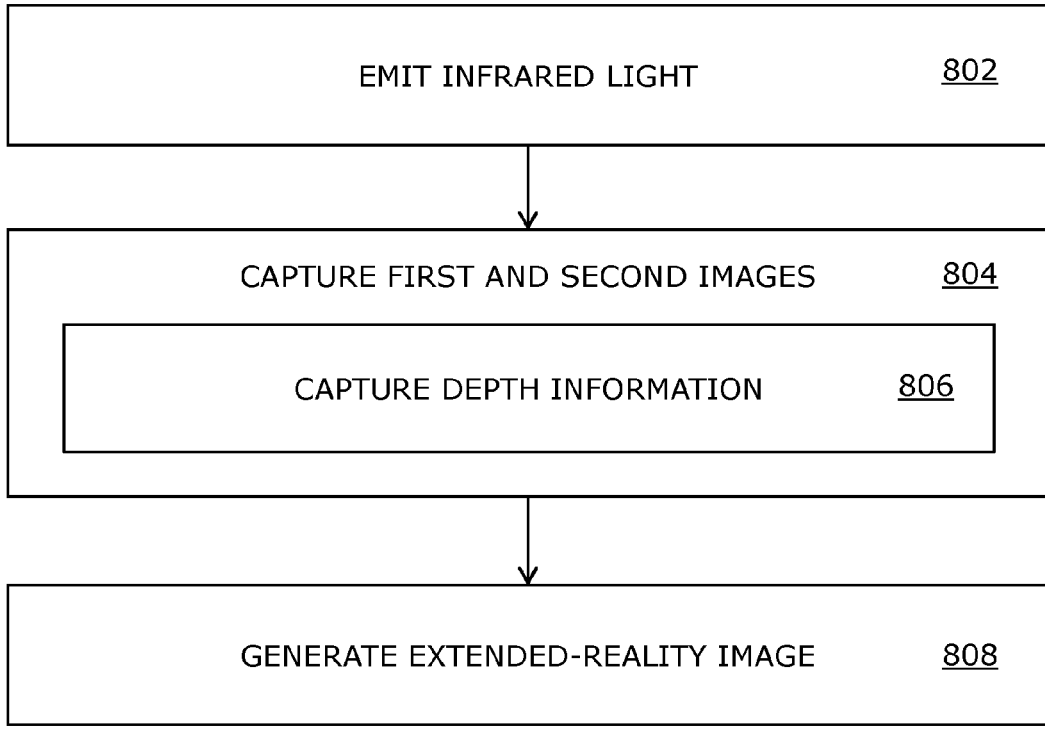 EMIT INFRARED LIGHT 802
CAPTURE FIRST AND SECOND IMAGES 804
CAPTURE DEPTH INFORMATION 806
GENERATE EXTENDED-REALITY IMAGE 808